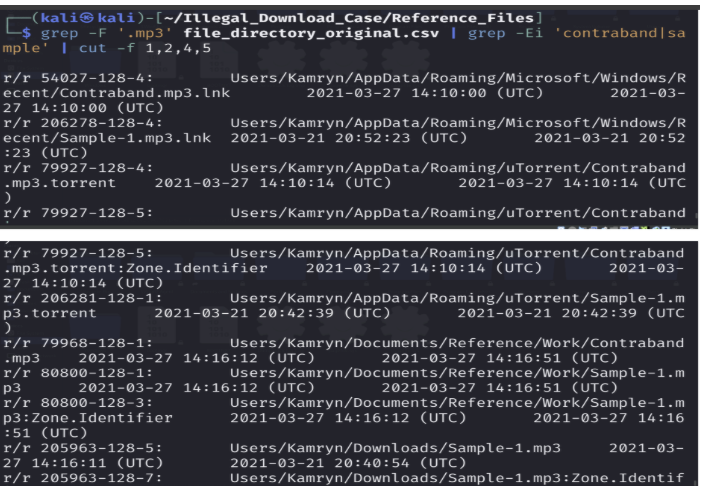 (kali㉿kali)-[~/Illegal_Download_Case/Reference_Files]
$ grep -F '.mp3' file_directory_original.csv | grep -Ei 'contraband|sa
mple' | cut -f 1,2,4,5
r/r 54027-128-4: Users/Kamryn/AppData/Roaming/Microsoft/Windows/R
ecent/Contraband.mp3.lnk 2021-03-27 14:10:00 (UTC) 2021-03-
27 14:10:00 (UTC)
r/r 206278-128-4: Users/Kamryn/AppData/Roaming/Microsoft/Windows/R
ecent/Sample-1.mp3.lnk 2021-03-21 20:52:23 (UTC) 2021-03-21 20:52
:23 (UTC)
r/r 79927-128-4: Users/Kamryn/AppData/Roaming/uTorrent/Contraband
.mp3.torrent 2021-03-27 14:10:14 (UTC) 2021-03-27 14:10:14 (UTC
)
r/r 79927-128-5: Users/Kamryn/AppData/Roaming/uTorrent/Contraband
r/r 79927-128-5: Users/Kamryn/AppData/Roaming/uTorrent/Contraband
.mp3.torrent:Zone.Identifier 2021-03-27 14:10:14 (UTC) 2021-03-
27 14:10:14 (UTC)
r/r 206281-128-1: Users/Kamryn/AppData/Roaming/uTorrent/Sample-1.m
p3.torrent 2021-03-21 20:42:39 (UTC) 2021-03-21 20:42:39 (UTC
)
r/r 79968-128-1: Users/Kamryn/Documents/Reference/Work/Contraband
.mp3 2021-03-27 14:16:12 (UTC) 2021-03-27 14:16:51 (UTC)
r/r 80800-128-1: Users/Kamryn/Documents/Reference/Work/Sample-1.m
p3 2021-03-27 14:16:12 (UTC) 2021-03-27 14:16:51 (UTC)
r/r 80800-128-3: Users/Kamryn/Documents/Reference/Work/Sample-1.m
p3:Zone.Identifier 2021-03-27 14:16:12 (UTC) 2021-03-27 14:16
:51 (UTC)
r/r 205963-128-5: Users/Kamryn/Downloads/Sample-1.mp3 2021-03-
27 14:16:11 (UTC) 2021-03-21 20:40:54 (UTC)
r/r 205963-128-7: Users/Kamryn/Downloads/Sample-1.mp3:Zone.Identif